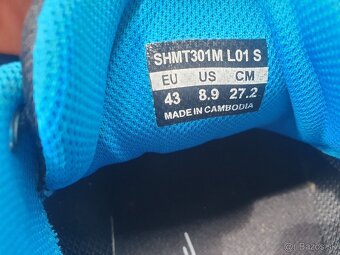 SHMT301M L01 S
EU US CM
43 8.9 27.2
MADE IN CAMBODIA